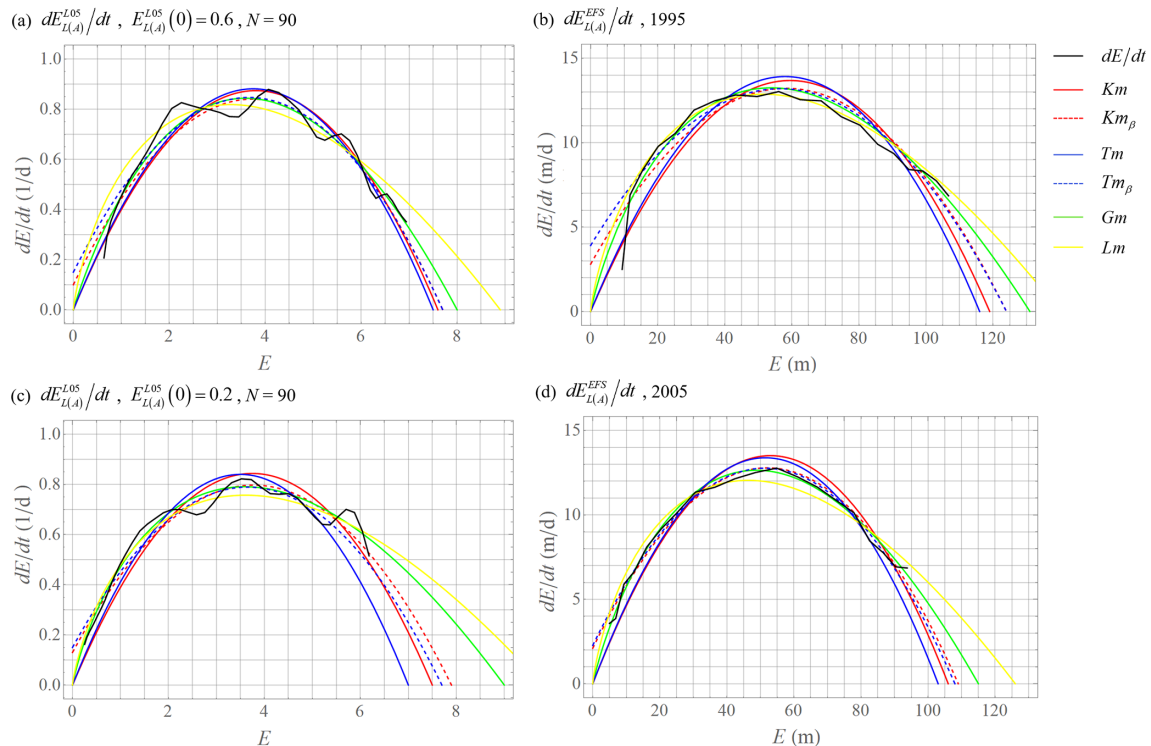 (a) dE^{L05}_{L(A)}/dt , E^{L05}_{L(A)}(0)=0.6 , N=90
1.0
0.8
0.6
0.4
0.2
0.0
dE/dt (1/d)
0 2 4 6 8
E
(b) dE^{EFS}_{L(A)}/dt , 1995
15
10
5
0
dE/dt (m/d)
0 20 40 60 80 100 120
E (m)
dE/dt
Km
Km_β
Tm
Tm_β
Gm
Lm
(c) dE^{L05}_{L(A)}/dt , E^{L05}_{L(A)}(0)=0.2 , N=90
1.0
0.8
0.6
0.4
0.2
0.0
dE/dt (1/d)
0 2 4 6 8
E
(d) dE^{EFS}_{L(A)}/dt , 2005
15
10
5
0
dE/dt (m/d)
0 20 40 60 80 100 120
E (m)